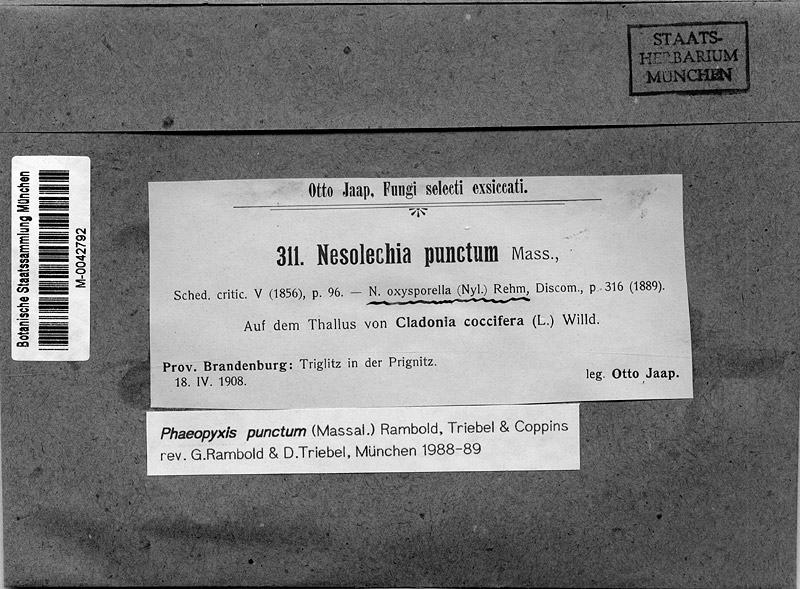 STAATS-
HERBARIUM
MÜNCHEN
Botanische Staatssammlung München
M-0042792
Otto Jaap, Fungi selecti exsiccati.
311. Nesolechia punctum Mass.,
Sched. critic. V (1856), p. 96. — N. oxysporella (Nyl.) Rehm, Discom., p. 316 (1889).
Auf dem Thallus von Cladonia coccifera (L.) Willd.
Prov. Brandenburg: Triglitz in der Prignitz.
18. IV. 1908.
leg. Otto Jaap.
Phaeopyxis punctum (Massal.) Rambold, Triebel & Coppins
rev. G.Rambold & D.Triebel, München 1988-89